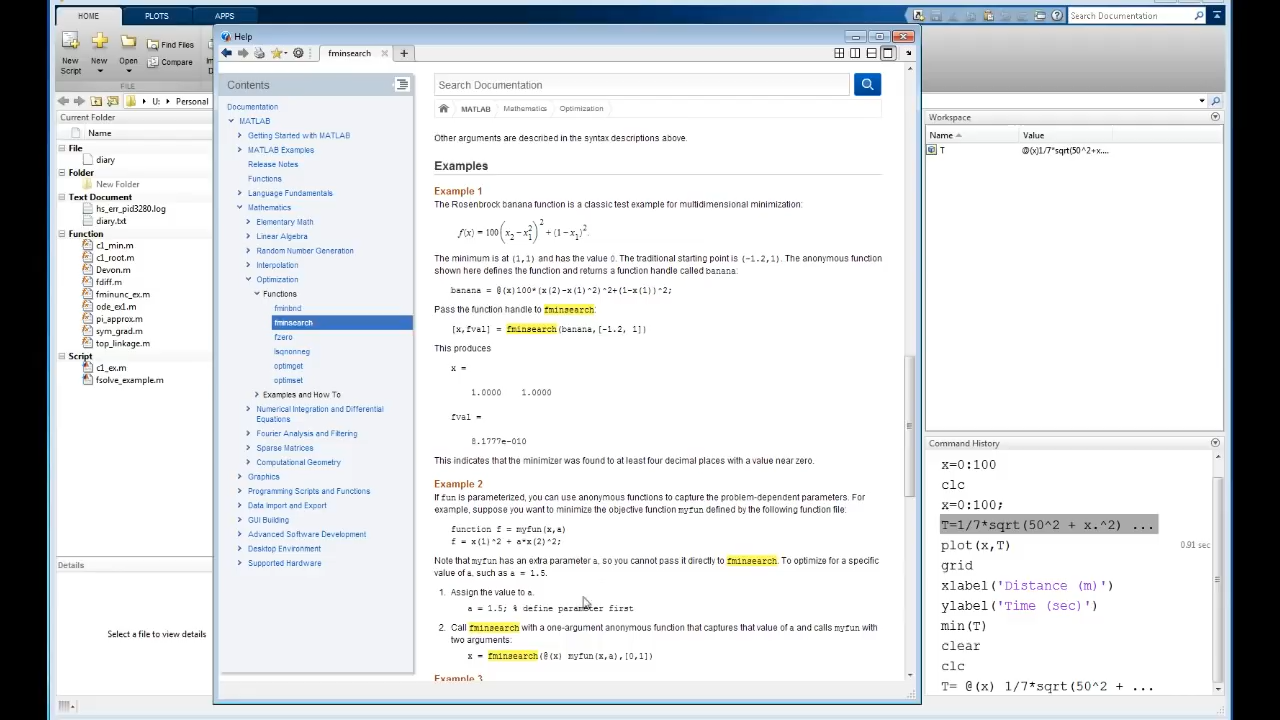 HOME
PLOTS
APPS
Search Documentation
New
Script
New
Open
Find Files
Compare
FILE
U:
Personal
Current Folder
Name
File
diary
Folder
New Folder
Text Document
hs_err_pid3280.log
diary.txt
Function
c1_min.m
c1_root.m
Devon.m
fdiff.m
fminunc_ex.m
ode_ex1.m
pi_approx.m
sym_grad.m
top_linkage.m
Script
c1_ex.m
fsolve_example.m
Details
Select a file to view details
Help
fminsearch
Contents
Documentation
MATLAB
Getting Started with MATLAB
MATLAB Examples
Release Notes
Functions
Language Fundamentals
Mathematics
Elementary Math
Linear Algebra
Random Number Generation
Interpolation
Optimization
Functions
fminbnd
fminsearch
fzero
lsqnonneg
optimget
optimset
Examples and How To
Numerical Integration and Differential
Equations
Fourier Analysis and Filtering
Sparse Matrices
Computational Geometry
Graphics
Programming Scripts and Functions
Data Import and Export
GUI Building
Advanced Software Development
Desktop Environment
Supported Hardware
Search Documentation
MATLAB Mathematics Optimization
Other arguments are described in the syntax descriptions above.
Examples
Example 1
The Rosenbrock banana function is a classic test example for multidimensional minimization:
f(x) = 100(x₂ − x₁²)² + (1 − x₁)².
The minimum is at (1,1) and has the value 0. The traditional starting point is (-1.2,1). The anonymous function
shown here defines the function and returns a function handle called banana:
banana = @(x)100*(x(2)-x(1)^2)^2+(1-x(1))^2;
Pass the function handle to fminsearch:
[x,fval] = fminsearch(banana,[-1.2, 1])
This produces
x =
1.0000 1.0000
fval =
8.1777e-010
This indicates that the minimizer was found to at least four decimal places with a value near zero.
Example 2
If fun is parameterized, you can use anonymous functions to capture the problem-dependent parameters. For
example, suppose you want to minimize the objective function myfun defined by the following function file:
function f = myfun(x,a)
f = x(1)^2 + a*x(2)^2;
Note that myfun has an extra parameter a, so you cannot pass it directly to fminsearch. To optimize for a specific
value of a, such as a = 1.5.
1. Assign the value to a.
a = 1.5; % define parameter first
2. Call fminsearch with a one-argument anonymous function that captures that value of a and calls myfun with
two arguments:
x = fminsearch(@(x) myfun(x,a),[0,1])
Example 3
Workspace
Name Value
T @(x)1/7*sqrt(50^2+x....
Command History
x=0:100
clc
x=0:100;
T=1/7*sqrt(50^2 + x.^2) ...
plot(x,T) 0.91 sec
grid
xlabel('Distance (m)')
ylabel('Time (sec)')
min(T)
clear
clc
T= @(x) 1/7*sqrt(50^2 + ...